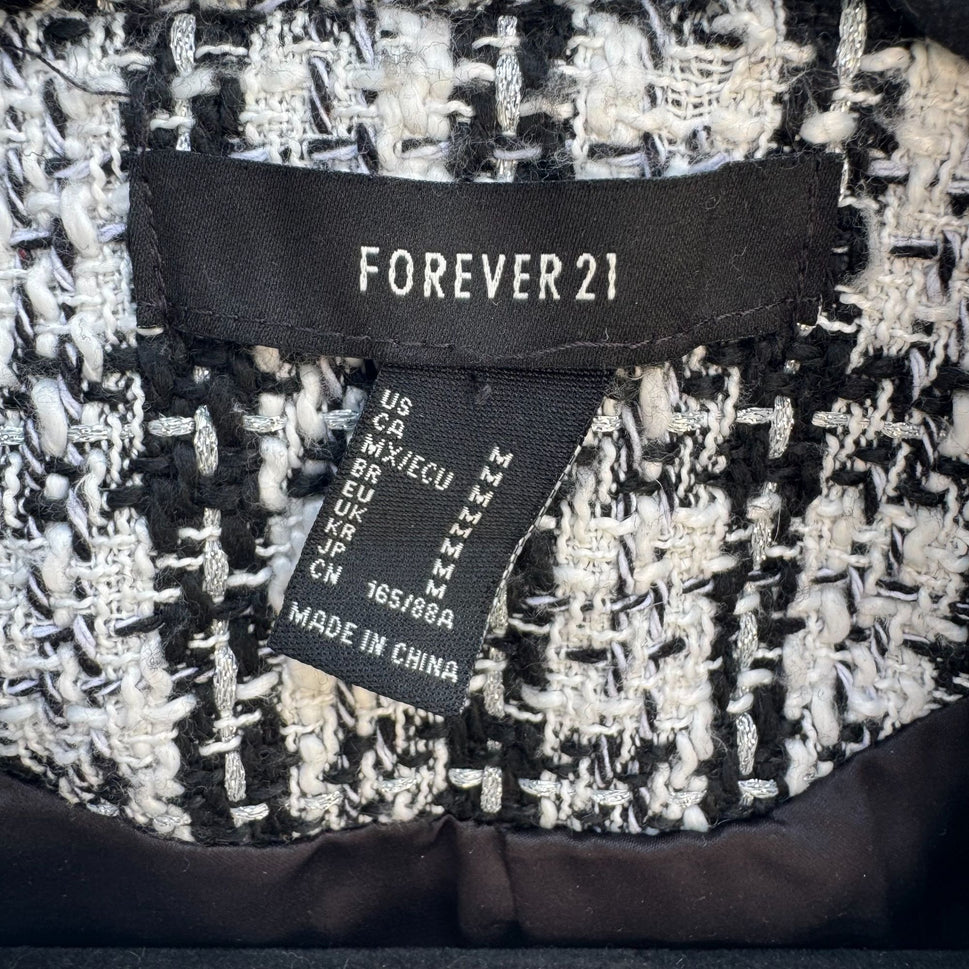 FOREVER 21
US M
CA M
MX/ECU M
BR M
EU M
UK M
KR M
JP M
CN 165/88A
MADE IN CHINA